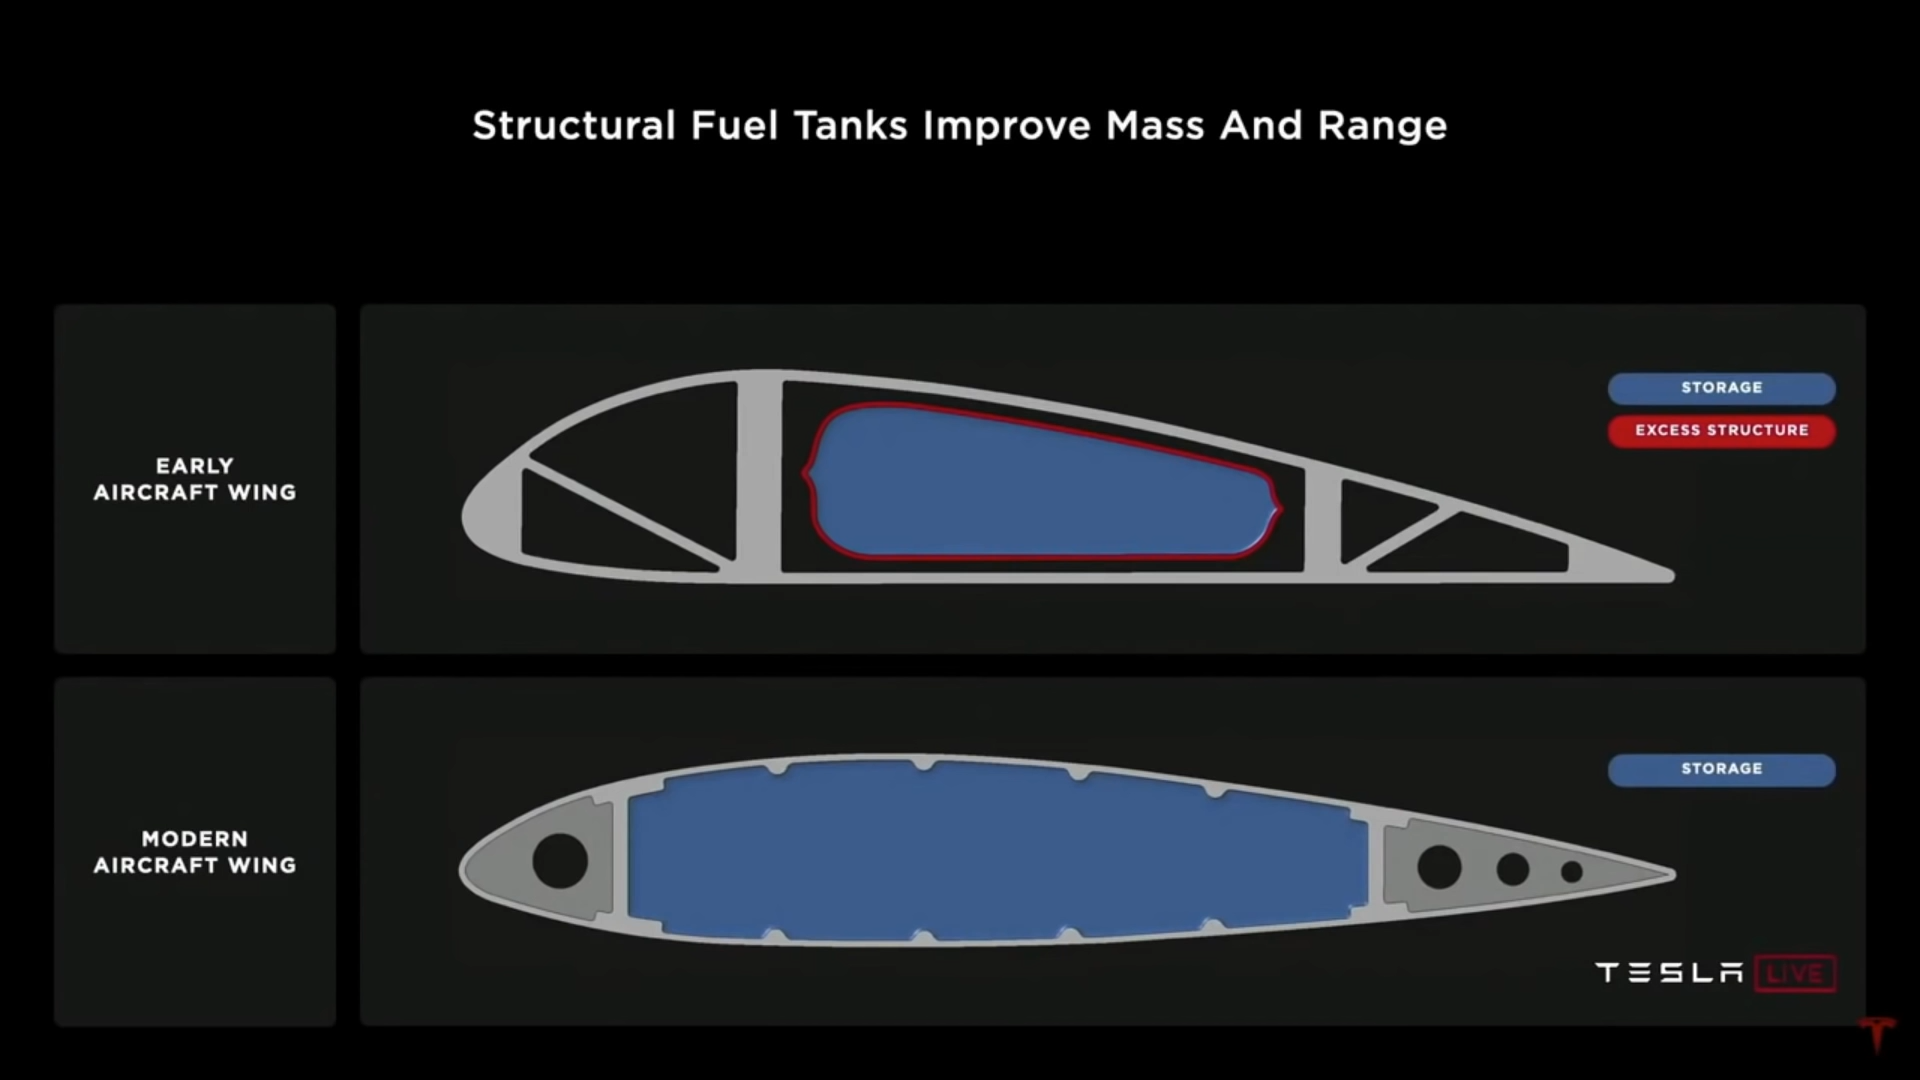 Structural Fuel Tanks Improve Mass And Range
EARLY
AIRCRAFT WING
STORAGE
EXCESS STRUCTURE
MODERN
AIRCRAFT WING
STORAGE
TESLA LIVE